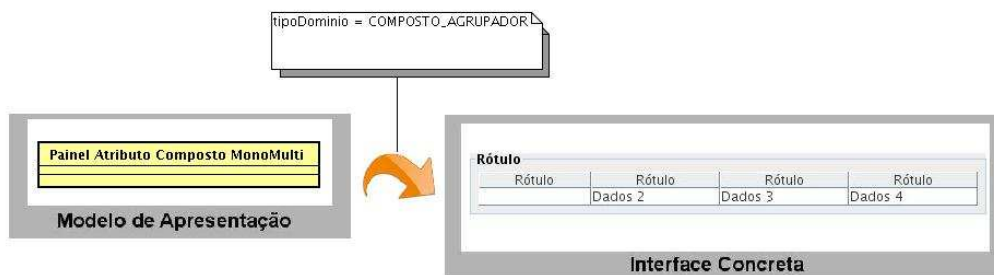 tipoDominio = COMPOSTO_AGRUPADOR
Painel Atributo Composto MonoMulti
Modelo de Apresentação
Rótulo
Rótulo Rótulo Rótulo Rótulo
Dados 2 Dados 3 Dados 4
Interface Concreta